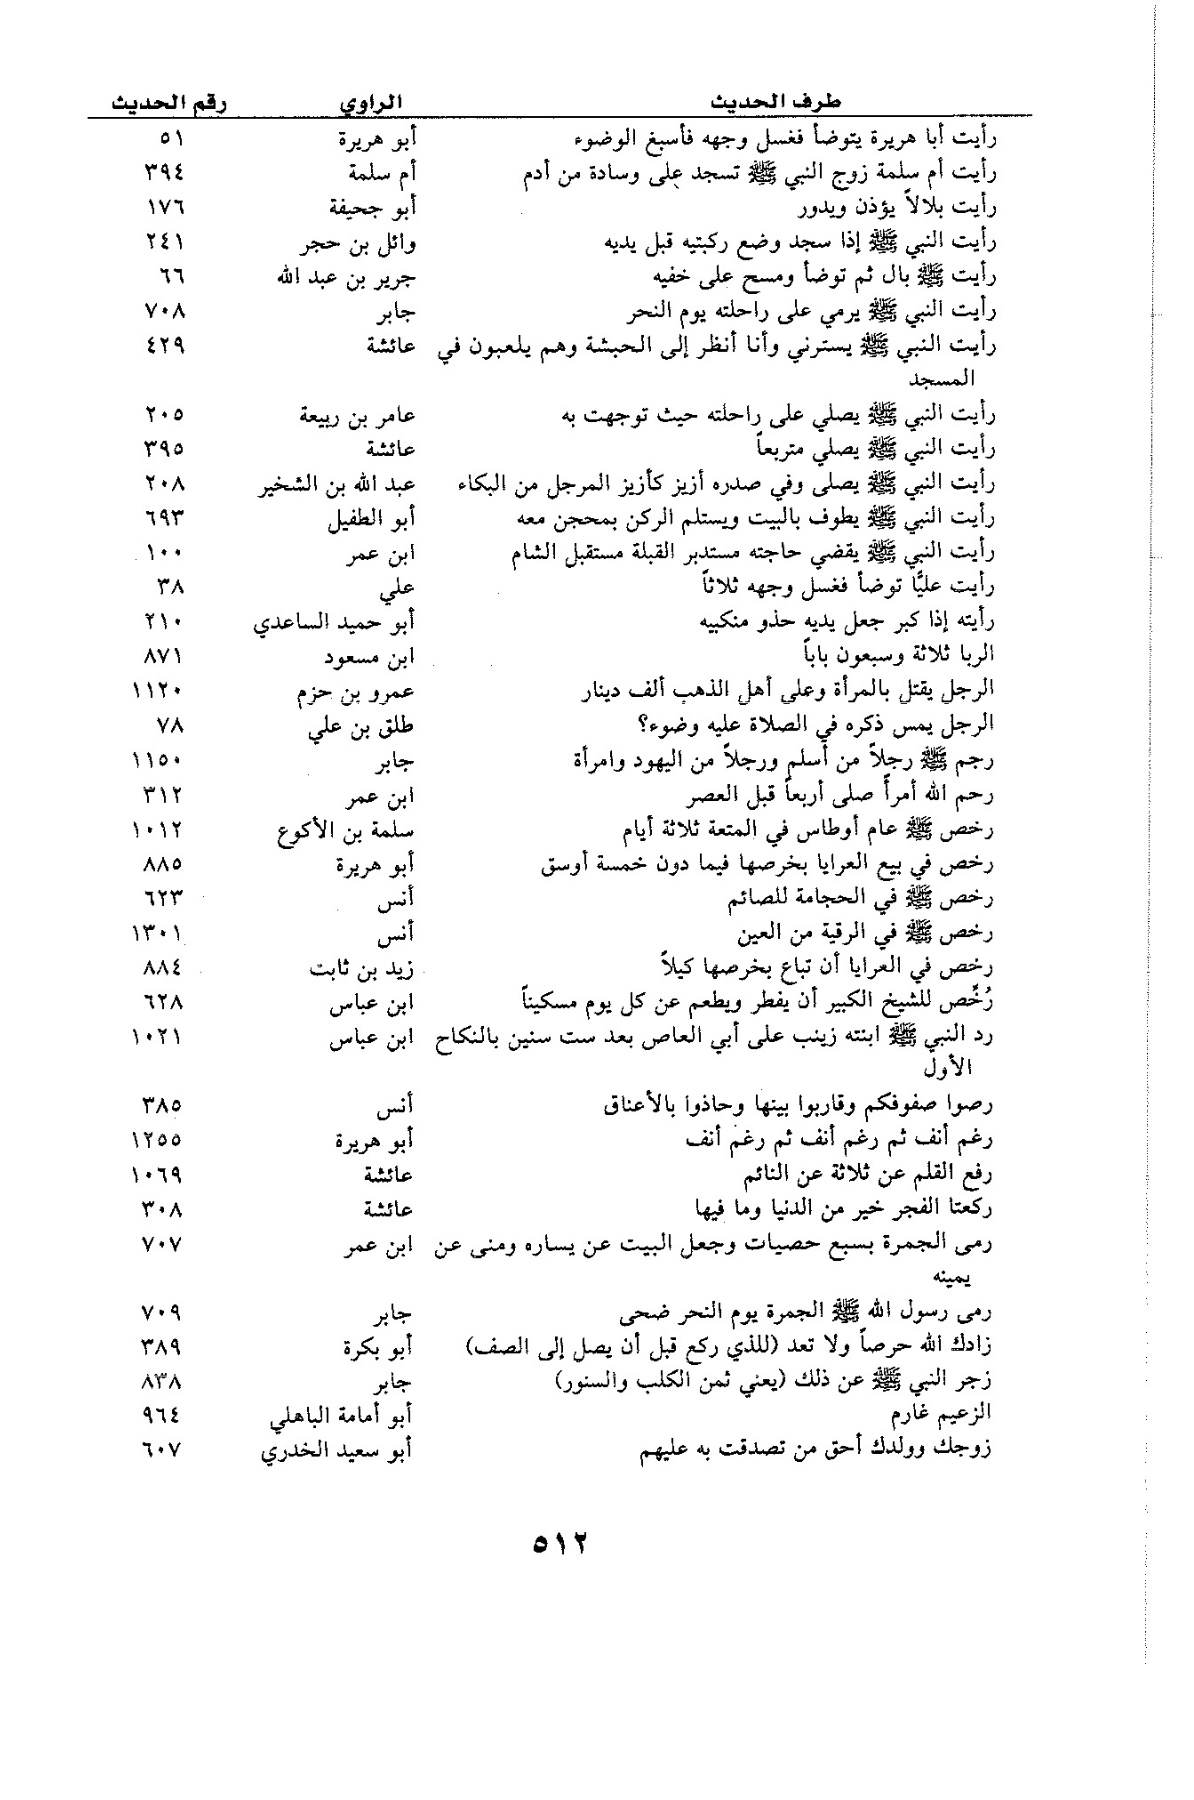 طرف الحديث الراوي رقم الحديث
رأيت أبا هريرة يتوضأ فغسل وجهه فأسبغ الوضوء أبو هريرة ٥١
رأيت أم سلمة زوج النبي ﷺ تسجد على وسادة من أدم أم سلمة ٣٩٤
رأيت بلالاً يؤذن ويدور أبو جحيفة ١٧٦
رأيت النبي ﷺ إذا سجد وضع ركبتيه قبل يديه وائل بن حجر ٢٤١
رأيت ﷺ بال ثم توضأ ومسح على خفيه جرير بن عبد الله ٦٦
رأيت النبي ﷺ يرمي على راحلته يوم النحر جابر ٧٠٨
رأيت النبي ﷺ يسترني وأنا أنظر إلى الحبشة وهم يلعبون في عائشة ٤٢٩
المسجد
رأيت النبي ﷺ يصلي على راحلته حيث توجهت به عامر بن ربيعة ٢٠٥
رأيت النبي ﷺ يصلي متربعاً عائشة ٣٩٥
رأيت النبي ﷺ يصلى وفي صدره أزيز كأزيز المرجل من البكاء عبد الله بن الشخير ٢٠٨
رأيت النبي ﷺ يطوف بالبيت ويستلم الركن بمحجن معه أبو الطفيل ٦٩٣
رأيت النبي ﷺ يقضي حاجته مستدبر القبلة مستقبل الشام ابن عمر ١٠٠
رأيت عليًّا توضأ فغسل وجهه ثلاثاً علي ٣٨
رأيته إذا كبر جعل يديه حذو منكبيه أبو حميد الساعدي ٢١٠
الربا ثلاثة وسبعون باباً ابن مسعود ٨٧١
الرجل يقتل بالمرأة وعلى أهل الذهب ألف دينار عمرو بن حزم ١١٢٠
الرجل يمس ذكره في الصلاة عليه وضوء؟ طلق بن علي ٧٨
رجم ﷺ رجلاً من أسلم ورجلاً من اليهود وامرأة جابر ١١٥٠
رحم الله أمرأً صلى أربعاً قبل العصر ابن عمر ٣١٢
رخص ﷺ عام أوطاس في المتعة ثلاثة أيام سلمة بن الأكوع ١٠١٢
رخص في بيع العرايا بخرصها فيما دون خمسة أوسق أبو هريرة ٨٨٥
رخص ﷺ في الحجامة للصائم أنس ٦٢٣
رخص ﷺ في الرقية من العين أنس ١٣٠١
رخص في العرايا أن تباع بخرصها كيلاً زيد بن ثابت ٨٨٤
رُخِّص للشيخ الكبير أن يفطر ويطعم عن كل يوم مسكيناً ابن عباس ٦٢٨
رد النبي ﷺ ابنته زينب على أبي العاص بعد ست سنين بالنكاح ابن عباس ١٠٢١
الأول
رصوا صفوفكم وقاربوا بينها وحاذوا بالأعناق أنس ٣٨٥
رغم أنف ثم رغم أنف ثم رغم أنف أبو هريرة ١٢٥٥
رفع القلم عن ثلاثة عن النائم عائشة ١٠٦٩
ركعتا الفجر خير من الدنيا وما فيها عائشة ٣٠٨
رمى الجمرة بسبع حصيات وجعل البيت عن يساره ومنى عن ابن عمر ٧٠٧
يمينه
رمى رسول الله ﷺ الجمرة يوم النحر ضحى جابر ٧٠٩
زادك الله حرصاً ولا تعد (للذي ركع قبل أن يصل إلى الصف) أبو بكرة ٣٨٩
زجر النبي ﷺ عن ذلك (يعني ثمن الكلب والسنور) جابر ٨٣٨
الزعيم غارم أبو أمامة الباهلي ٩٦٤
زوجك وولدك أحق من تصدقت به عليهم أبو سعيد الخدري ٦٠٧
٥١٢